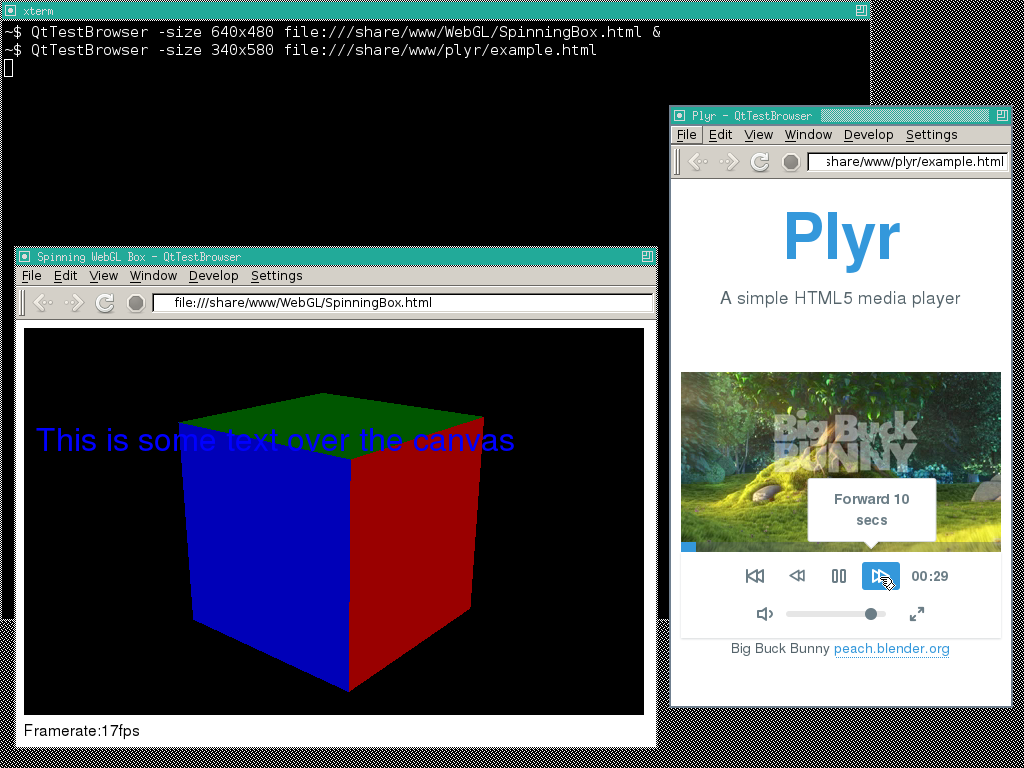 xterm
~$ QtTestBrowser -size 640x480 file:///share/www/WebGL/SpinningBox.html &
~$ QtTestBrowser -size 340x580 file:///share/www/plyr/example.html
Plyr - QtTestBrowser
File Edit View Window Develop Settings
share/www/plyr/example.html
Plyr
A simple HTML5 media player
Big Buck
BUNNY
Forward 10
secs
00:29
Big Buck Bunny peach.blender.org
Spinning WebGL Box - QtTestBrowser
File Edit View Window Develop Settings
file:///share/www/WebGL/SpinningBox.html
This is some text over the canvas
Framerate:17fps